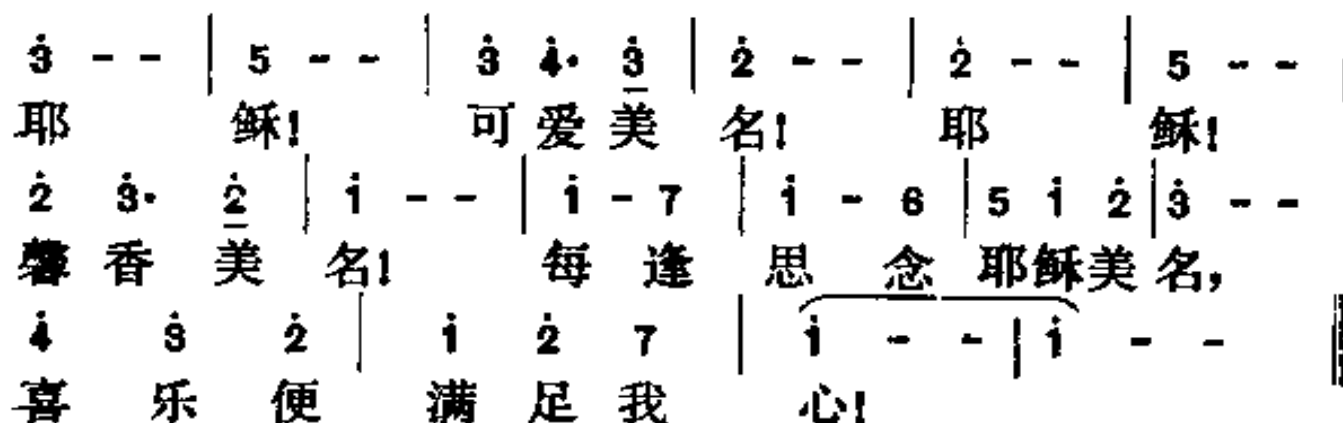 3̇ - - | 5 - - | 3̇ 4̇· 3̇ | 2̇ - - | 2̇ - - | 5 - - |
耶 稣! 可 爱 美 名! 耶 稣!
2̇ 3̇· 2̇ | 1̇ - - | 1̇ - 7 | 1̇ - 6 | 5 1̇ 2̇ | 3̇ - -
馨 香 美 名! 每 逢 思 念 耶 稣 美 名,
4̇ 3̇ 2̇ | 1̇ 2̇ 7 | 1̇ - - | 1̇ - - ‖
喜 乐 便 满 足 我 心!